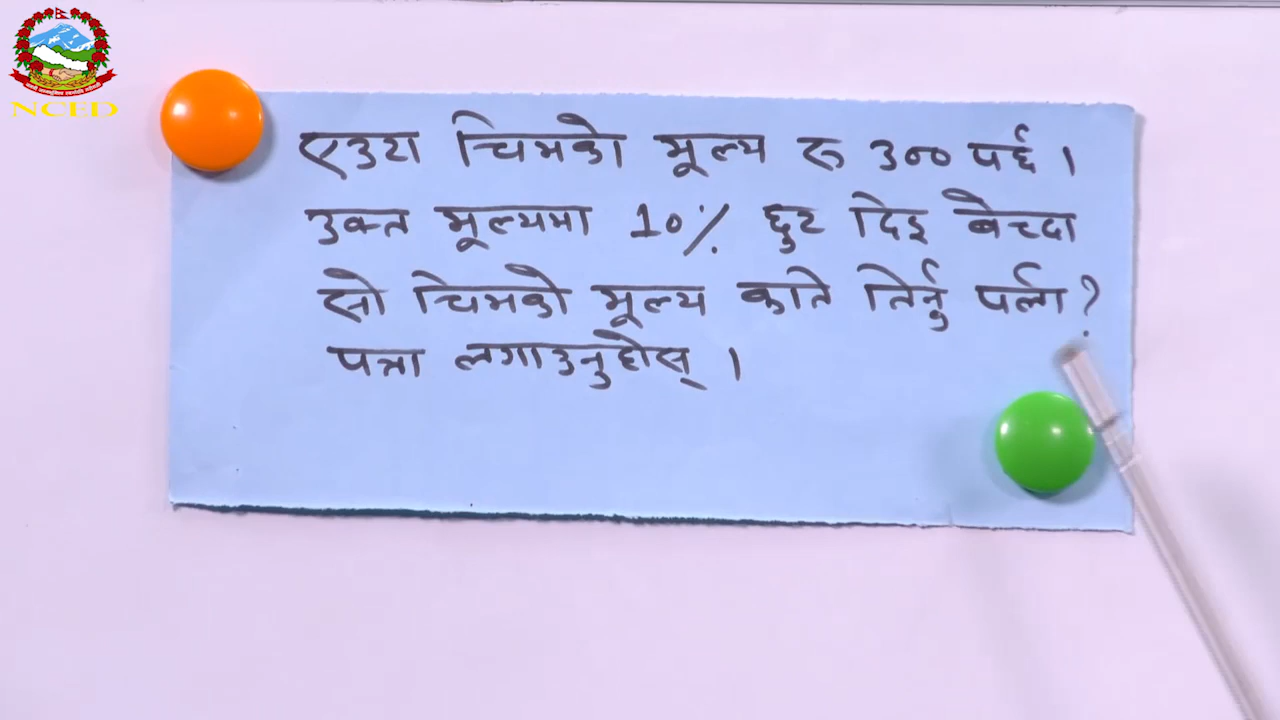 NCED
एउटा चिमको मूल्य रु ३०० पर्छ ।
उक्त मूल्यमा 10% छुट दिइ बेच्दा
सो चिमको मूल्य कति तिर्नु पर्ला?
पत्ता लगाउनुहोस् ।